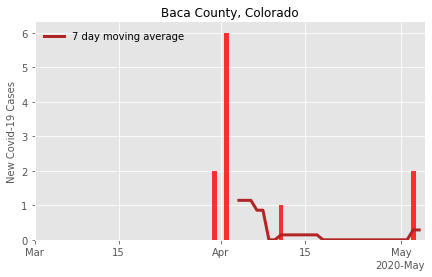 Baca County, Colorado
7 day moving average
New Covid-19 Cases
6
5
4
3
2
1
0
Mar
15
Apr
15
May
2020-May